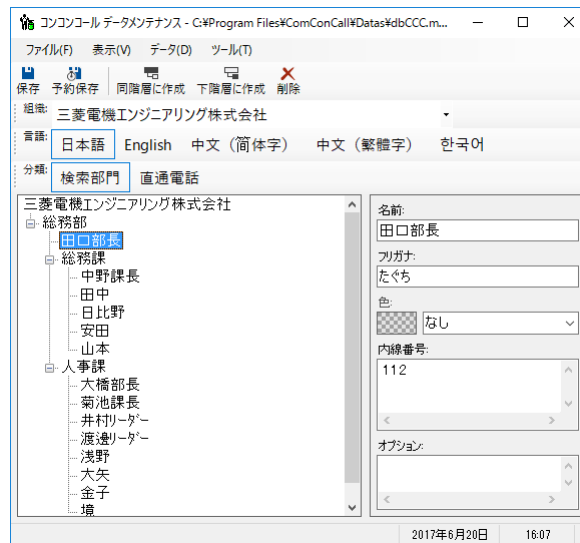 コンコンコール データメンテナンス - C:¥Program Files¥ComConCall¥Datas¥dbCCC.m...
ファイル(F) 表示(V) データ(D) ツール(T)
保存 予約保存 同階層に作成 下階層に作成 削除
組織: 三菱電機エンジニアリング株式会社
言語: 日本語 English 中文（简体字） 中文（繁體字） 한국어
分類: 検索部門 直通電話
三菱電機エンジニアリング株式会社
総務部
田口部長
総務課
中野課長
田中
日比野
安田
山本
人事課
大橋部長
菊池課長
井村リーダー
渡邊リーダー
浅野
大矢
金子
境
名前:
田口部長
フリガナ:
たぐち
色:
なし
内線番号:
112
オプション:
2017年6月20日 16:07